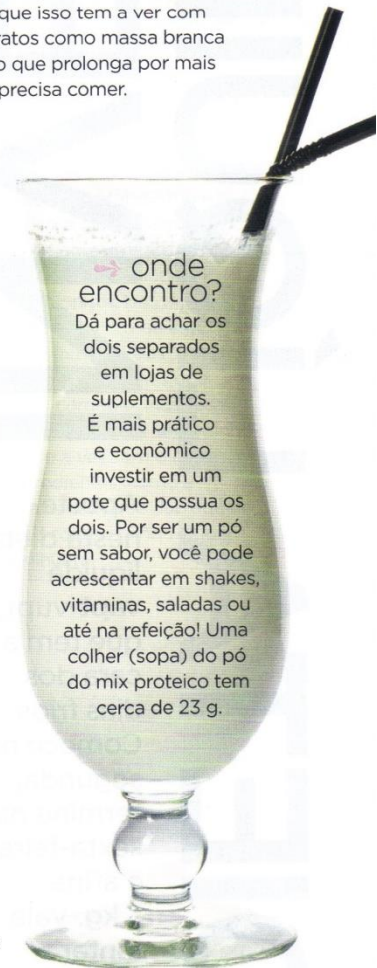 que isso tem a ver com
ratos como massa branca
o que prolonga por mais
precisa comer.
→ onde
encontro?
Dá para achar os
dois separados
em lojas de
suplementos.
É mais prático
e econômico
investir em um
pote que possua os
dois. Por ser um pó
sem sabor, você pode
acrescentar em shakes,
vitaminas, saladas ou
até na refeição! Uma
colher (sopa) do pó
do mix proteico tem
cerca de 23 g.